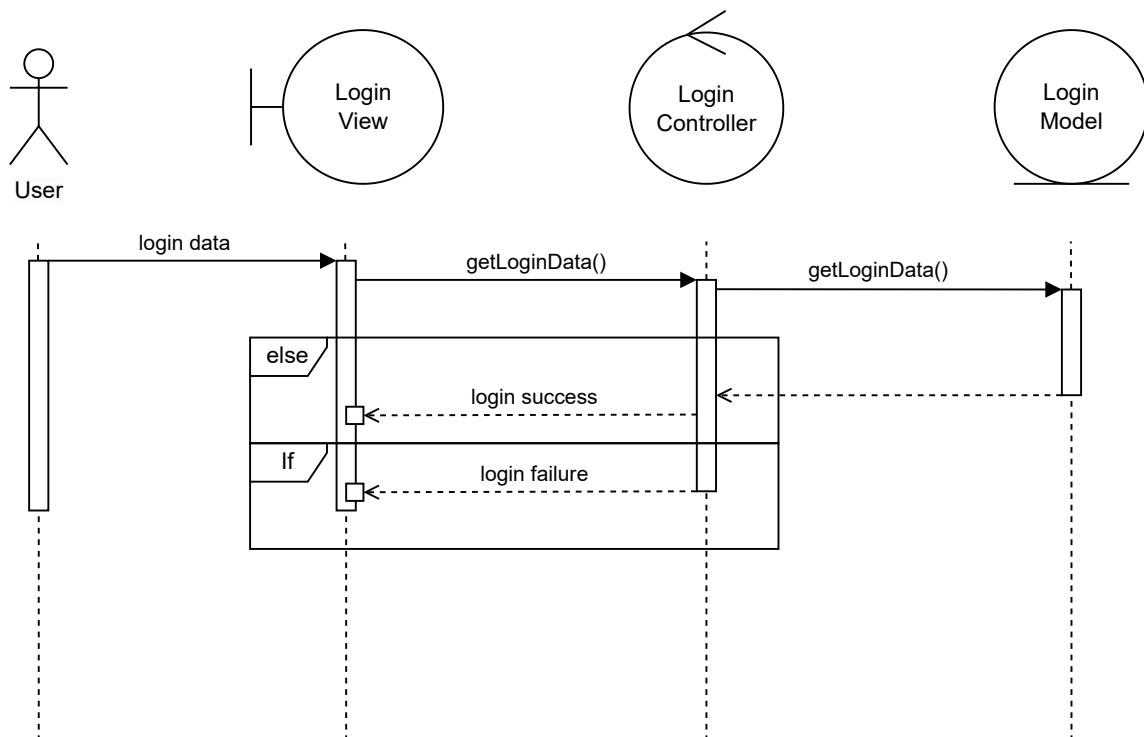 Login
View
Login
Controller
Login
Model
User
login data
getLoginData()
getLoginData()
else
login success
If
login failure